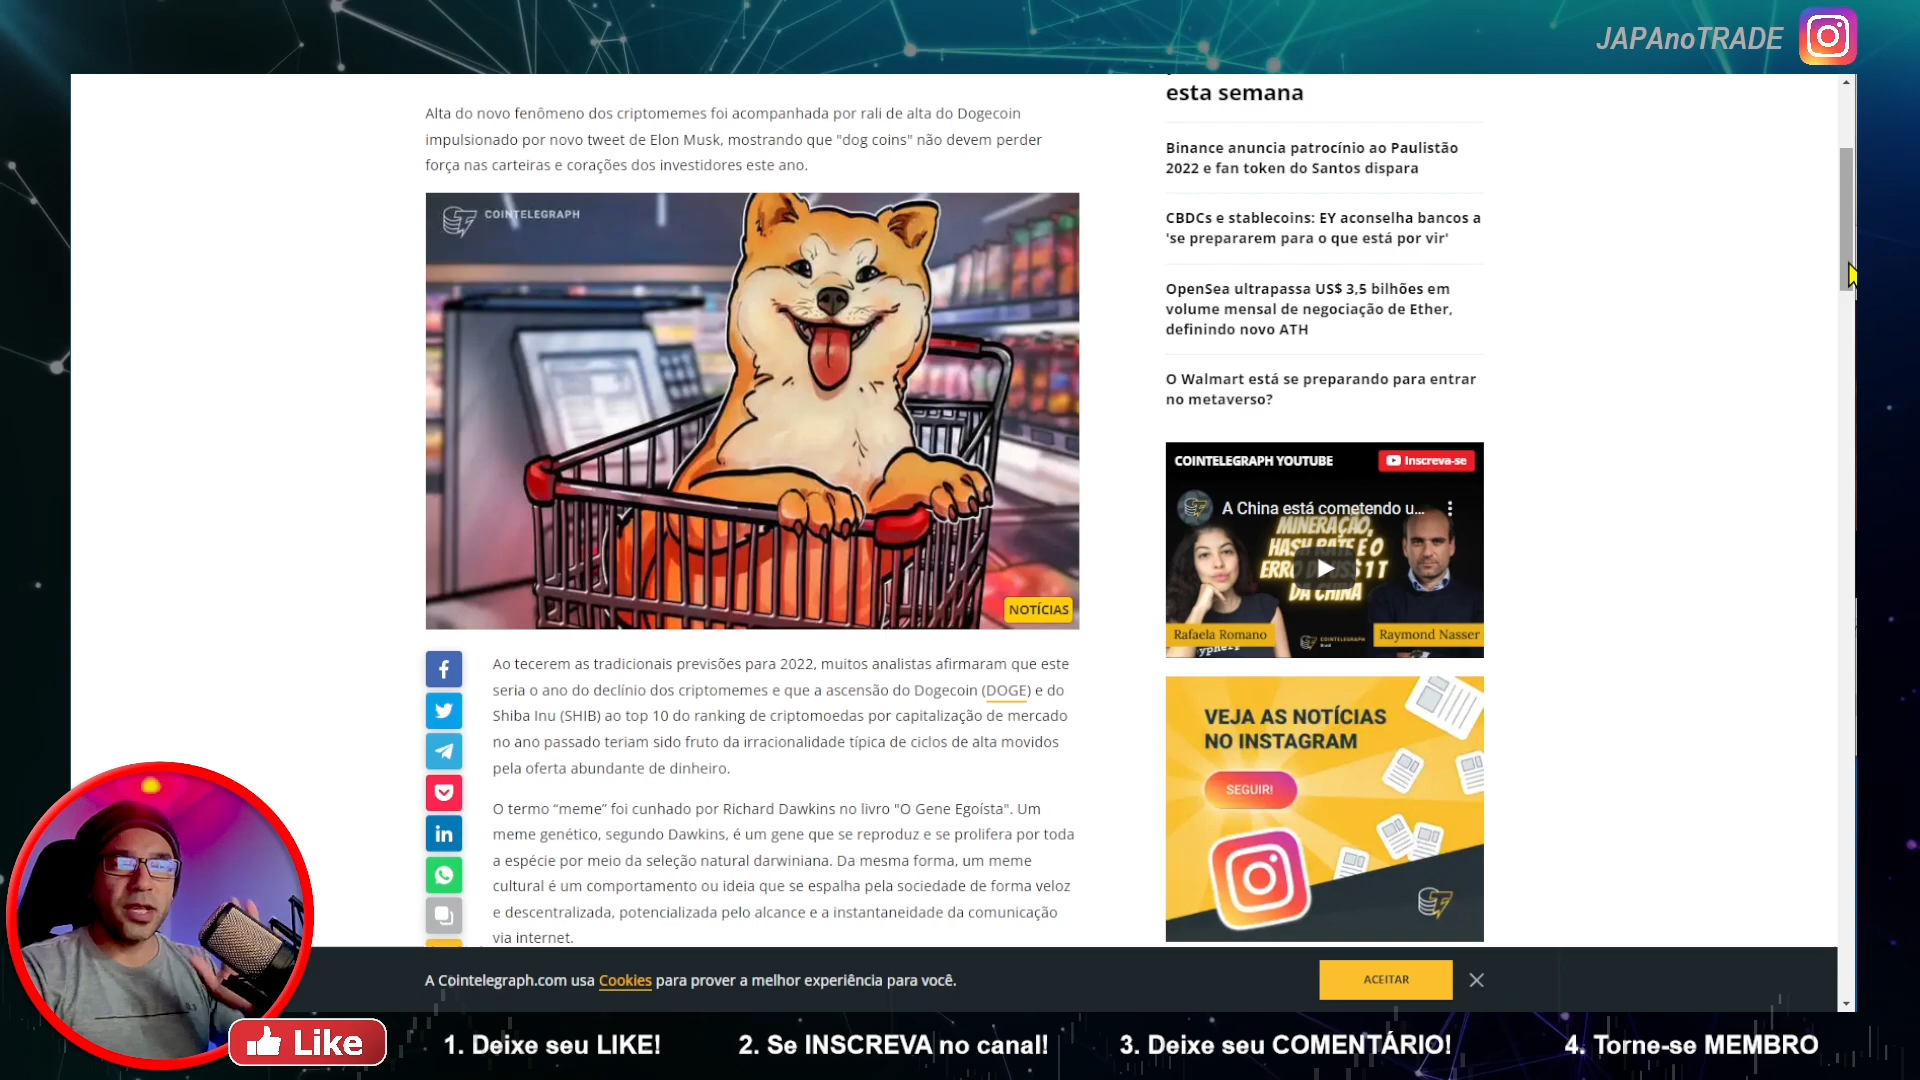 JAPAnoTRADE
Alta do novo fenômeno dos criptomemes foi acompanhada por rali de alta do Dogecoin
impulsionado por novo tweet de Elon Musk, mostrando que "dog coins" não devem perder
força nas carteiras e corações dos investidores este ano.
COINTELEGRAPH
NOTÍCIAS
Ao tecerem as tradicionais previsões para 2022, muitos analistas afirmaram que este
seria o ano do declínio dos criptomemes e que a ascensão do Dogecoin (DOGE) e do
Shiba Inu (SHIB) ao top 10 do ranking de criptomoedas por capitalização de mercado
no ano passado teriam sido fruto da irracionalidade típica de ciclos de alta movidos
pela oferta abundante de dinheiro.
O termo “meme” foi cunhado por Richard Dawkins no livro "O Gene Egoísta". Um
meme genético, segundo Dawkins, é um gene que se reproduz e se prolifera por toda
a espécie por meio da seleção natural darwiniana. Da mesma forma, um meme
cultural é um comportamento ou ideia que se espalha pela sociedade de forma veloz
e descentralizada, potencializada pelo alcance e a instantaneidade da comunicação
via internet.
esta semana
Binance anuncia patrocínio ao Paulistão
2022 e fan token do Santos dispara
CBDCs e stablecoins: EY aconselha bancos a
'se prepararem para o que está por vir'
OpenSea ultrapassa US$ 3,5 bilhões em
volume mensal de negociação de Ether,
definindo novo ATH
O Walmart está se preparando para entrar
no metaverso?
COINTELEGRAPH YOUTUBE
Inscreva-se
A China está cometendo u...
MINERAÇÃO,
HASH RATE E O
ERRO DE US$ 1 T
DA CHINA
Rafaela Romano
COINTELEGRAPH
Raymond Nasser
VEJA AS NOTÍCIAS
NO INSTAGRAM
SEGUIR!
A Cointelegraph.com usa Cookies para prover a melhor experiência para você.
ACEITAR
Like
1. Deixe seu LIKE!
2. Se INSCREVA no canal!
3. Deixe seu COMENTÁRIO!
4. Torne-se MEMBRO